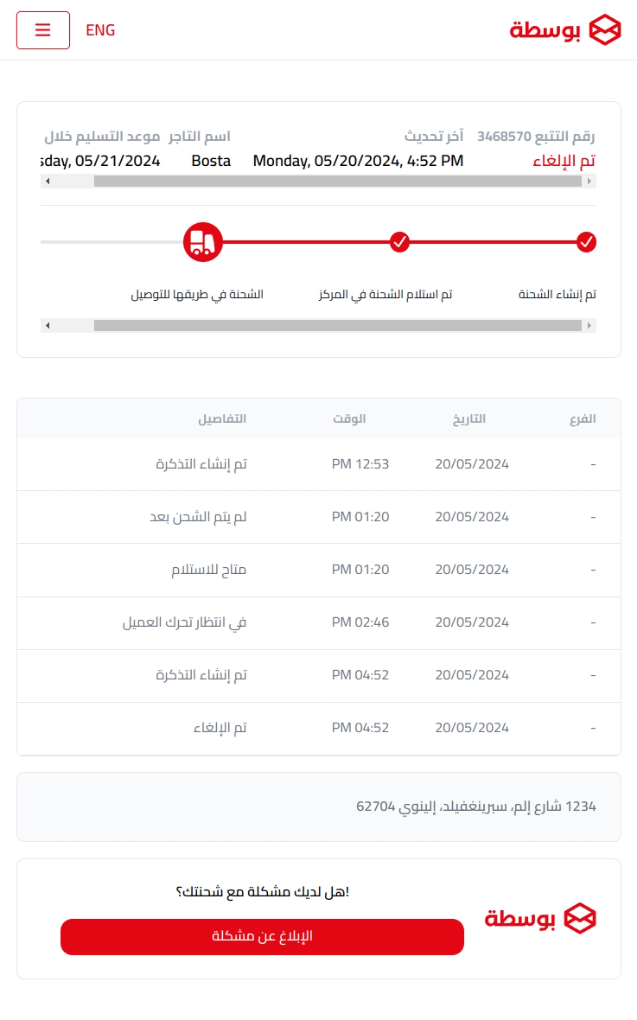 بوسطة
ENG
رقم التتبع 3468570 آخر تحديث اسم التاجر موعد التسليم خلال
تم الإلغاء Monday, 05/20/2024, 4:52 PM Bosta sday, 05/21/2024
تم إنشاء الشحنة تم استلام الشحنة في المركز الشحنة في طريقها للتوصيل
الفرع التاريخ الوقت التفاصيل
- 20/05/2024 12:53 PM تم إنشاء التذكرة
- 20/05/2024 01:20 PM لم يتم الشحن بعد
- 20/05/2024 01:20 PM متاح للاستلام
- 20/05/2024 02:46 PM في انتظار تحرك العميل
- 20/05/2024 04:52 PM تم إنشاء التذكرة
- 20/05/2024 04:52 PM تم الإلغاء
1234 شارع إلم، سبرينغفيلد، إلينوي 62704
!هل لديك مشكلة مع شحنتك؟
بوسطة
الإبلاغ عن مشكلة